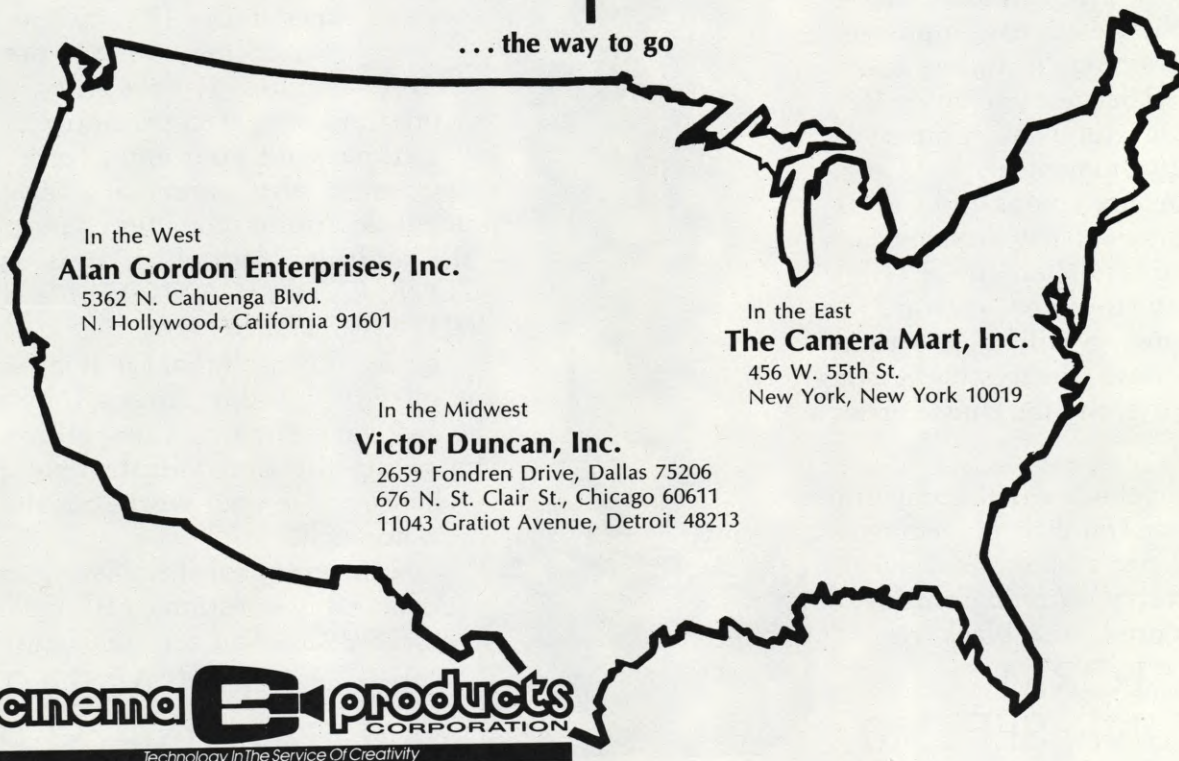 ... the way to go
In the West
Alan Gordon Enterprises, Inc.
5362 N. Cahuenga Blvd.
N. Hollywood, California 91601
In the East
The Camera Mart, Inc.
456 W. 55th St.
New York, New York 10019
In the Midwest
Victor Duncan, Inc.
2659 Fondren Drive, Dallas 75206
676 N. St. Clair St., Chicago 60611
11043 Gratiot Avenue, Detroit 48213
cinema products
CORPORATION
Technology In The Service Of Creativity